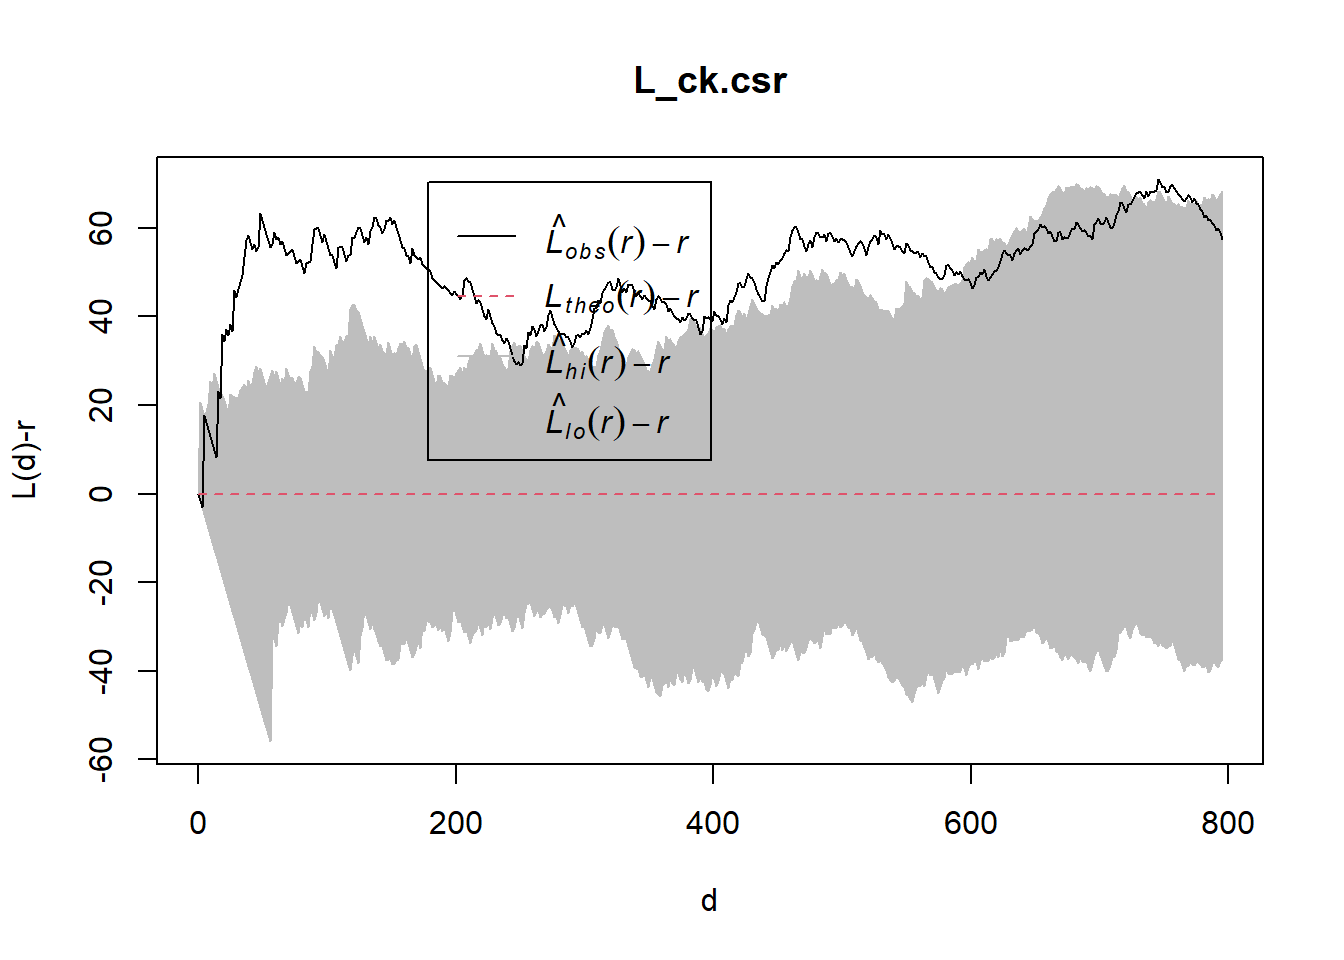 L_ck.csr
L̂obs(r) – r
Ltheo(r) – r
L̂hi(r) – r
L̂lo(r) – r
L(d)-r
60
40
20
0
-20
-40
-60
0 200 400 600 800
d